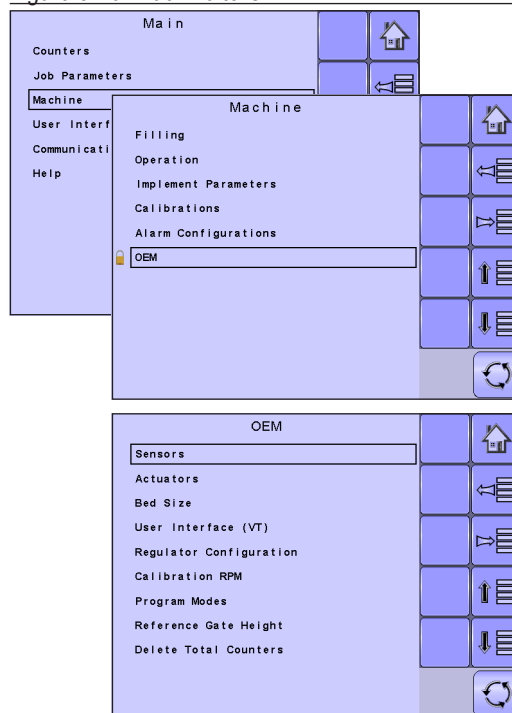 Main
Counters
Job Parameters
Machine
User Interf
Communicati
Help
Machine
Filling
Operation
Implement Parameters
Calibrations
Alarm Configurations
OEM
OEM
Sensors
Actuators
Bed Size
User Interface (VT)
Regulator Configuration
Calibration RPM
Program Modes
Reference Gate Height
Delete Total Counters